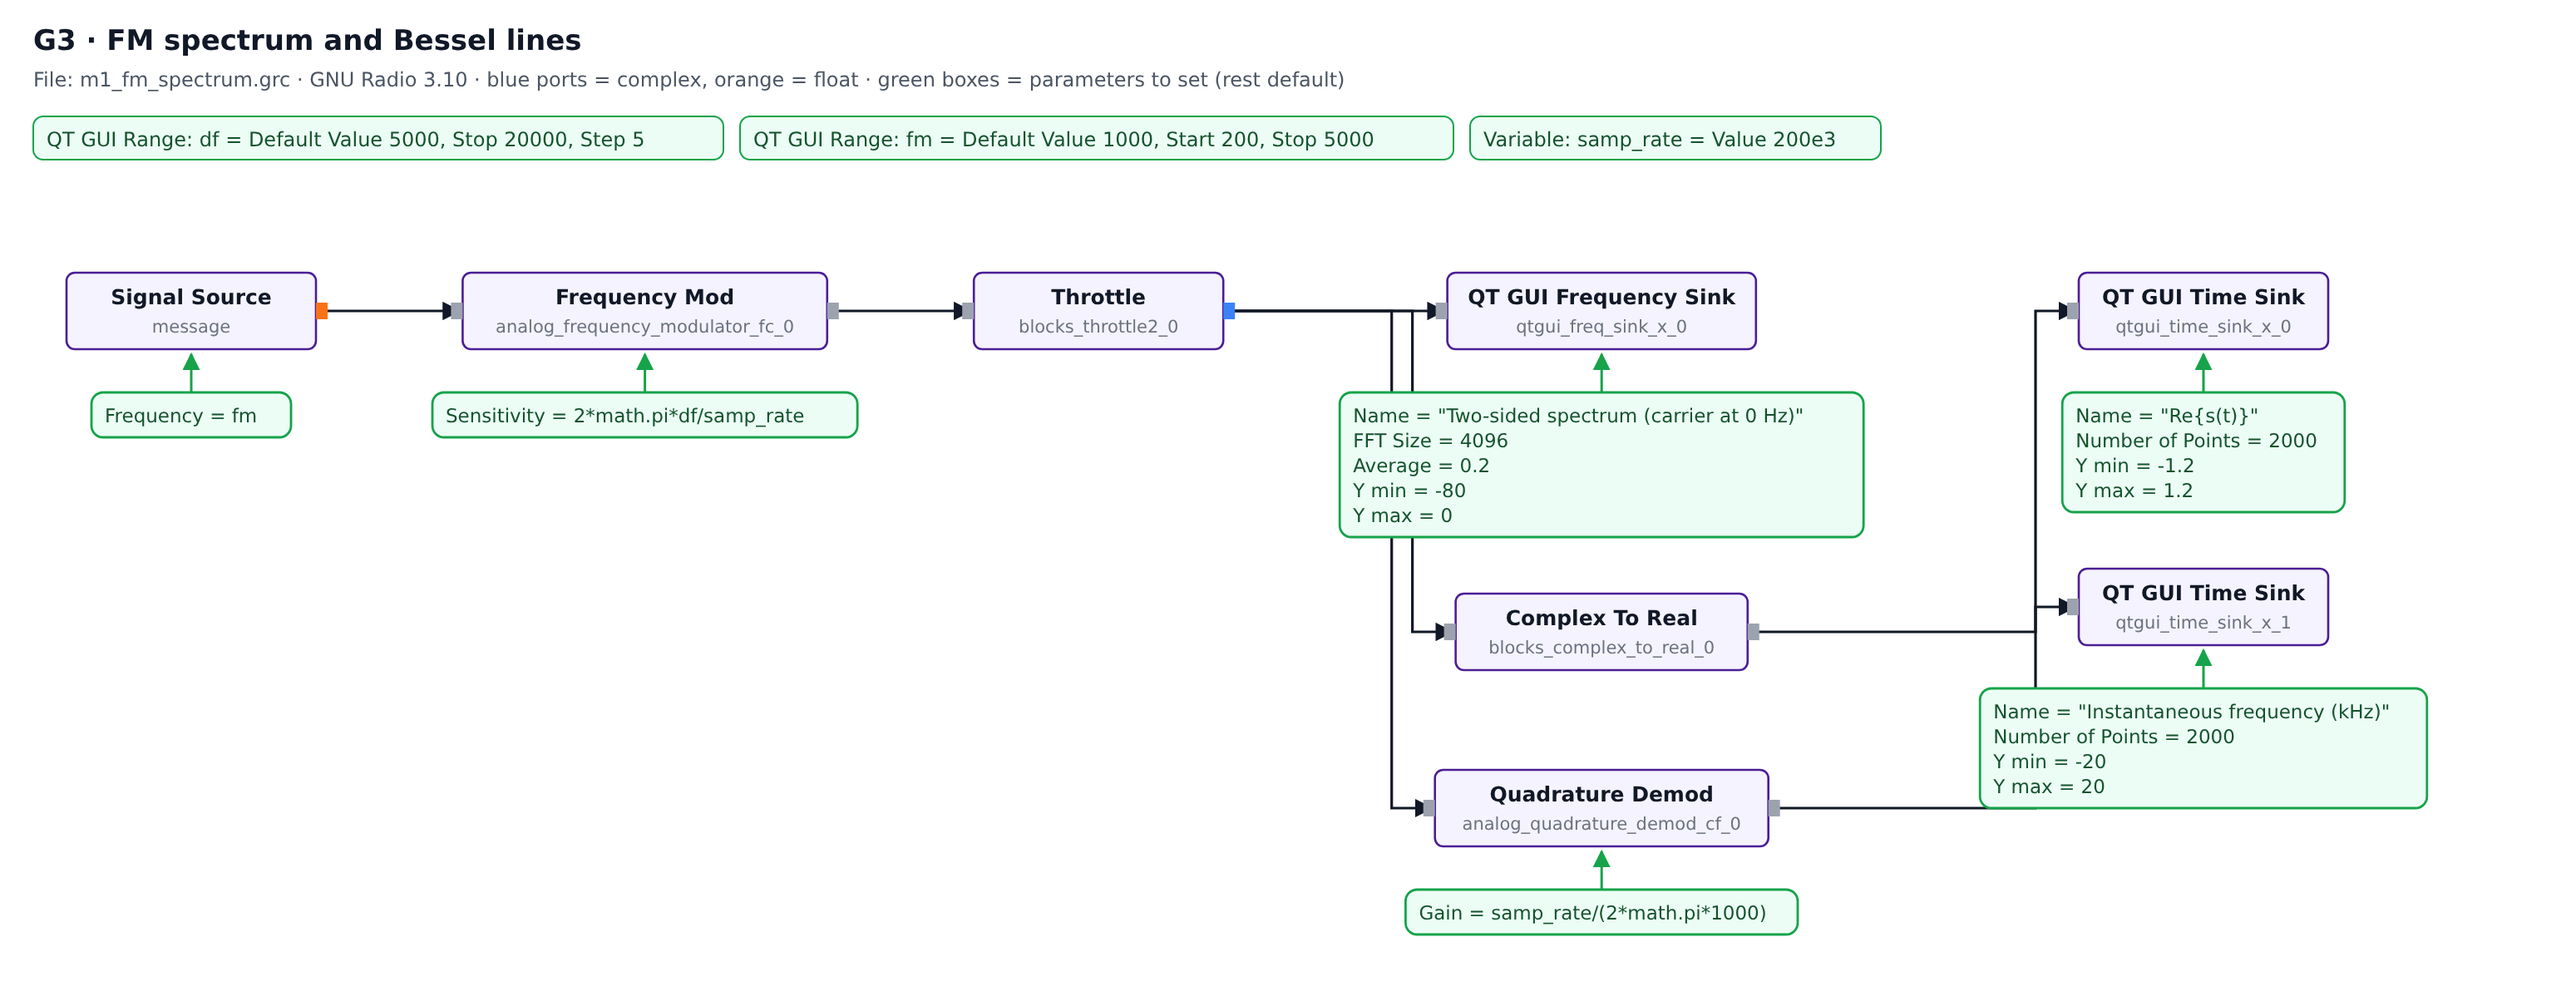 G3 · FM spectrum and Bessel lines
File: m1_fm_spectrum.grc · GNU Radio 3.10 · blue ports = complex, orange = float · green boxes = parameters to set (rest default)
QT GUI Range: df = Default Value 5000, Stop 20000, Step 5
QT GUI Range: fm = Default Value 1000, Start 200, Stop 5000
Variable: samp_rate = Value 200e3
Signal Source
message
Frequency = fm
Frequency Mod
analog_frequency_modulator_fc_0
Sensitivity = 2*math.pi*df/samp_rate
Throttle
blocks_throttle2_0
QT GUI Frequency Sink
qtgui_freq_sink_x_0
Name = "Two-sided spectrum (carrier at 0 Hz)"
FFT Size = 4096
Average = 0.2
Y min = -80
Y max = 0
QT GUI Time Sink
qtgui_time_sink_x_0
Name = "Re{s(t)}"
Number of Points = 2000
Y min = -1.2
Y max = 1.2
Complex To Real
blocks_complex_to_real_0
QT GUI Time Sink
qtgui_time_sink_x_1
Name = "Instantaneous frequency (kHz)"
Number of Points = 2000
Y min = -20
Y max = 20
Quadrature Demod
analog_quadrature_demod_cf_0
Gain = samp_rate/(2*math.pi*1000)